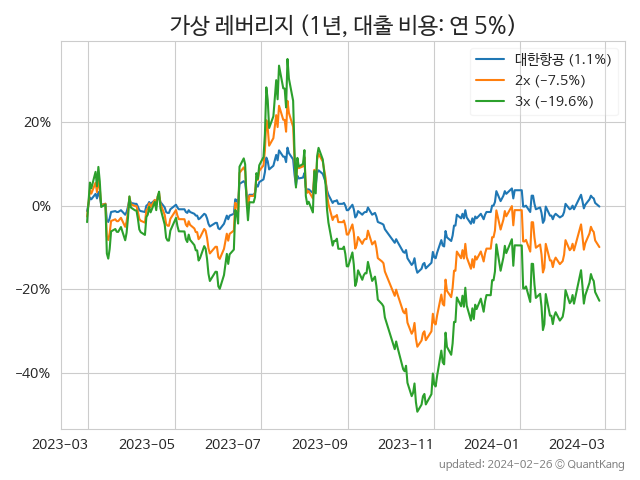 가상 레버리지 (1년, 대출 비용: 연 5%)
대한항공 (1.1%)
2x (−7.5%)
3x (−19.6%)
20%
0%
−20%
−40%
2023-03 2023-05 2023-07 2023-09 2023-11 2024-01 2024-03
updated: 2024-02-26 © QuantKang